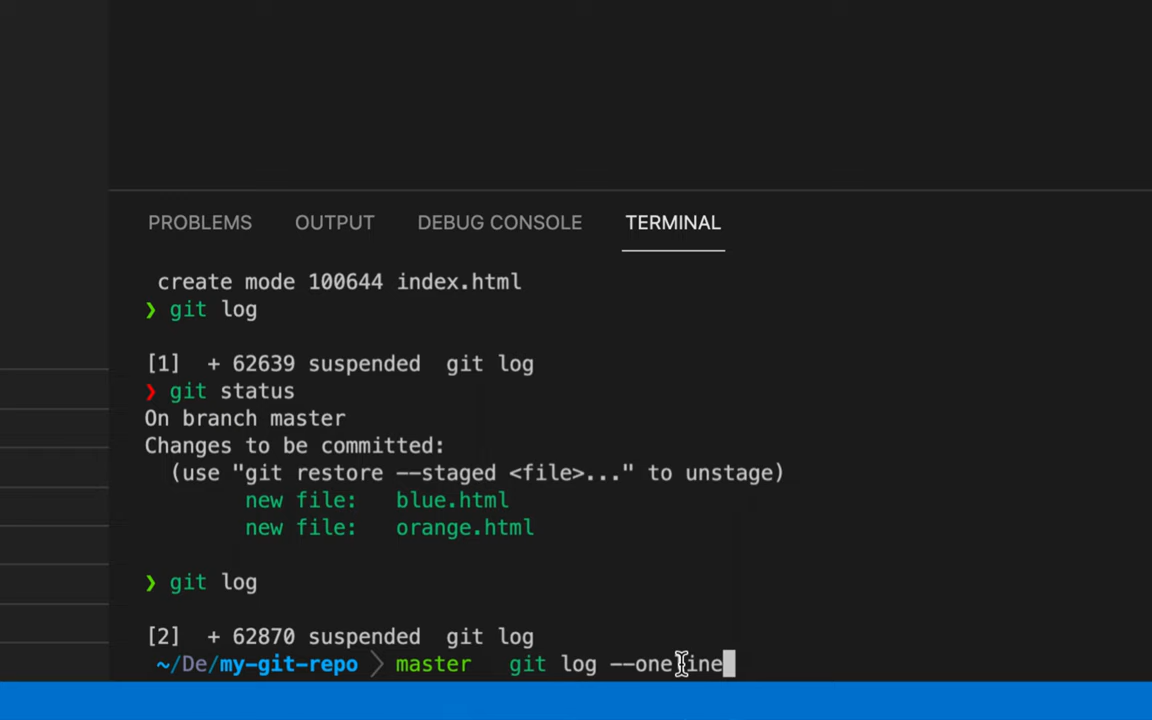 PROBLEMS OUTPUT DEBUG CONSOLE TERMINAL
create mode 100644 index.html
❯ git log
[1]  + 62639 suspended  git log
❯ git status
On branch master
Changes to be committed:
  (use "git restore --staged <file>..." to unstage)
        new file:   blue.html
        new file:   orange.html
❯ git log
[2]  + 62870 suspended  git log
~/De/my-git-repo > master   git log --oneline